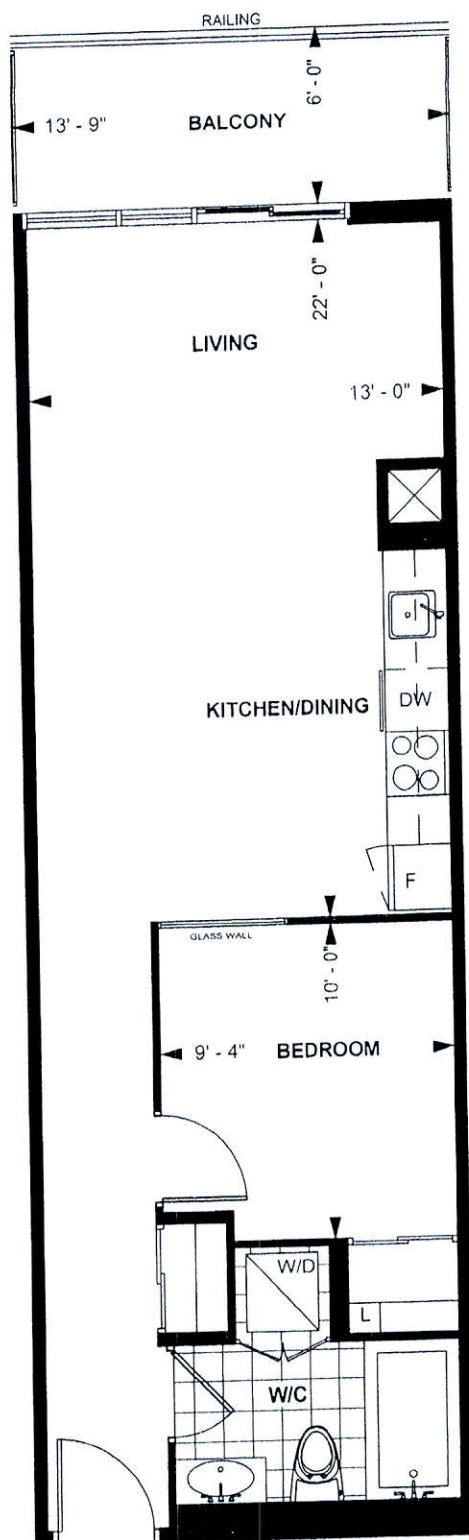 RAILING
6' - 0"
13' - 9"
BALCONY
22' - 0"
LIVING
13' - 0"
KITCHEN/DINING
DW
F
GLASS WALL
10' - 0"
9' - 4"
BEDROOM
W/D
L
W/C